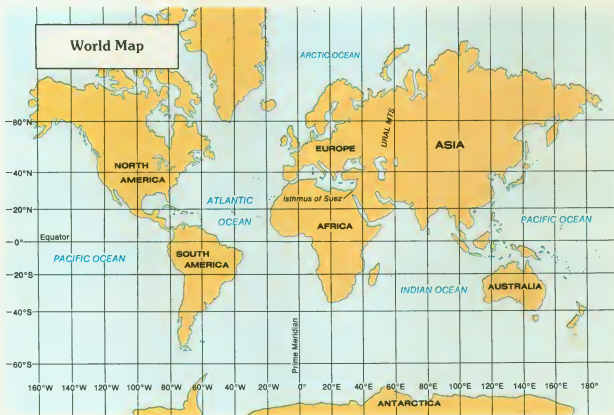 World Map
ARCTIC OCEAN
80°N
URAL MTS.
EUROPE
ASIA
NORTH
AMERICA
40°N
ATLANTIC
OCEAN
Isthmus of Suez
20°N
AFRICA
PACIFIC OCEAN
0°
Equator
PACIFIC OCEAN
SOUTH
AMERICA
20°S
INDIAN OCEAN
AUSTRALIA
40°S
Prime Meridian
60°S
160°W 140°W 120°W 100°W 80°W 60°W 40°W 20°W 0° 20°E 40°E 60°E 80°E 100°E 120°E 140°E 160°E 180°
ANTARCTICA